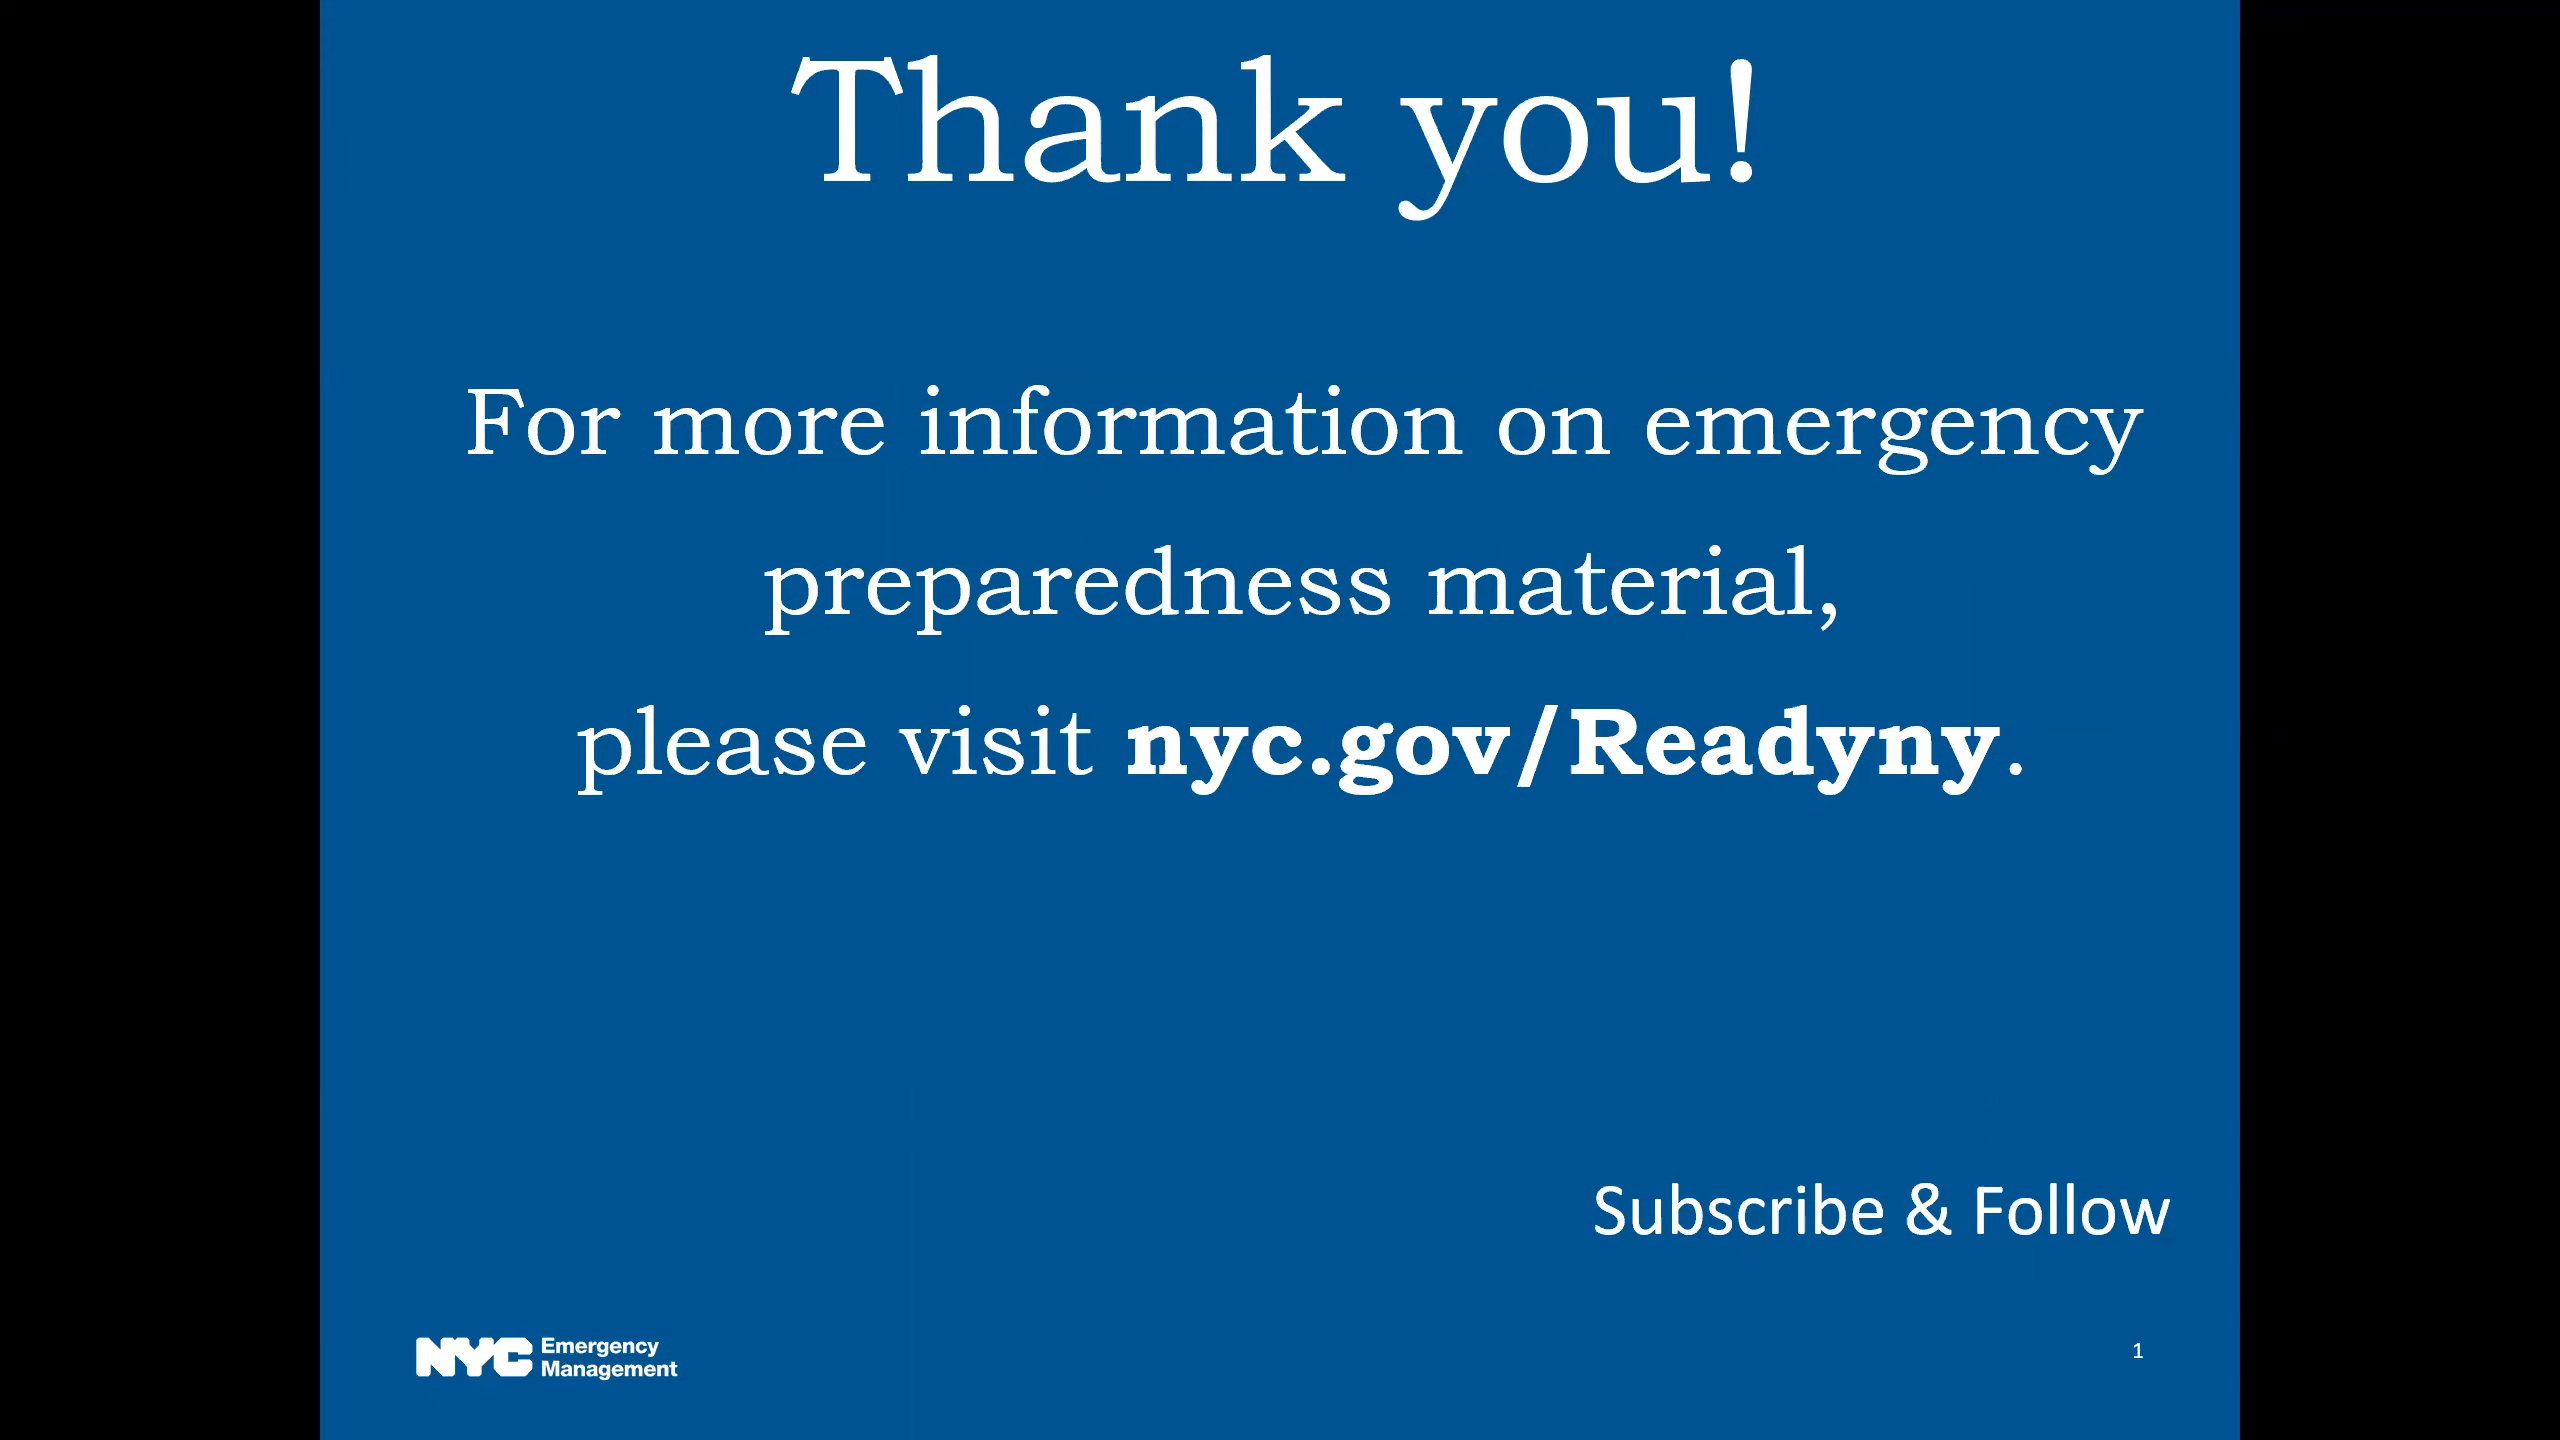 Thank you!
For more information on emergency
preparedness material,
please visit nyc.gov/Readyny.
Subscribe & Follow
NYC Emergency
Management
1